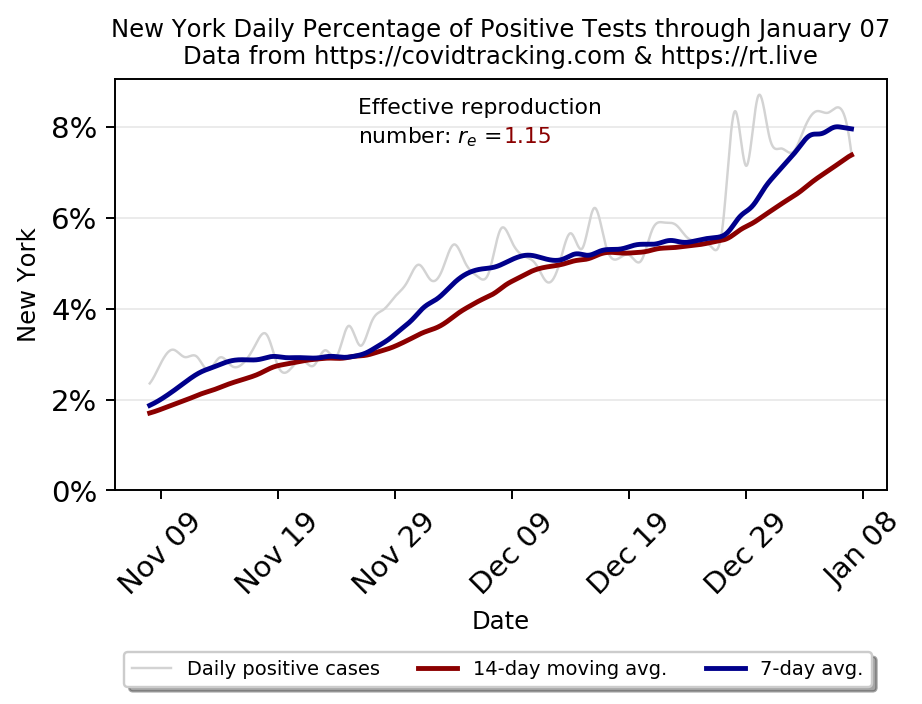 New York Daily Percentage of Positive Tests through January 07
Data from https://covidtracking.com & https://rt.live
Effective reproduction
number: rₑ =1.15
8%
6%
4%
2%
0%
New York
Nov 09
Nov 19
Nov 29
Dec 09
Dec 19
Dec 29
Jan 08
Date
Daily positive cases
14-day moving avg.
7-day avg.